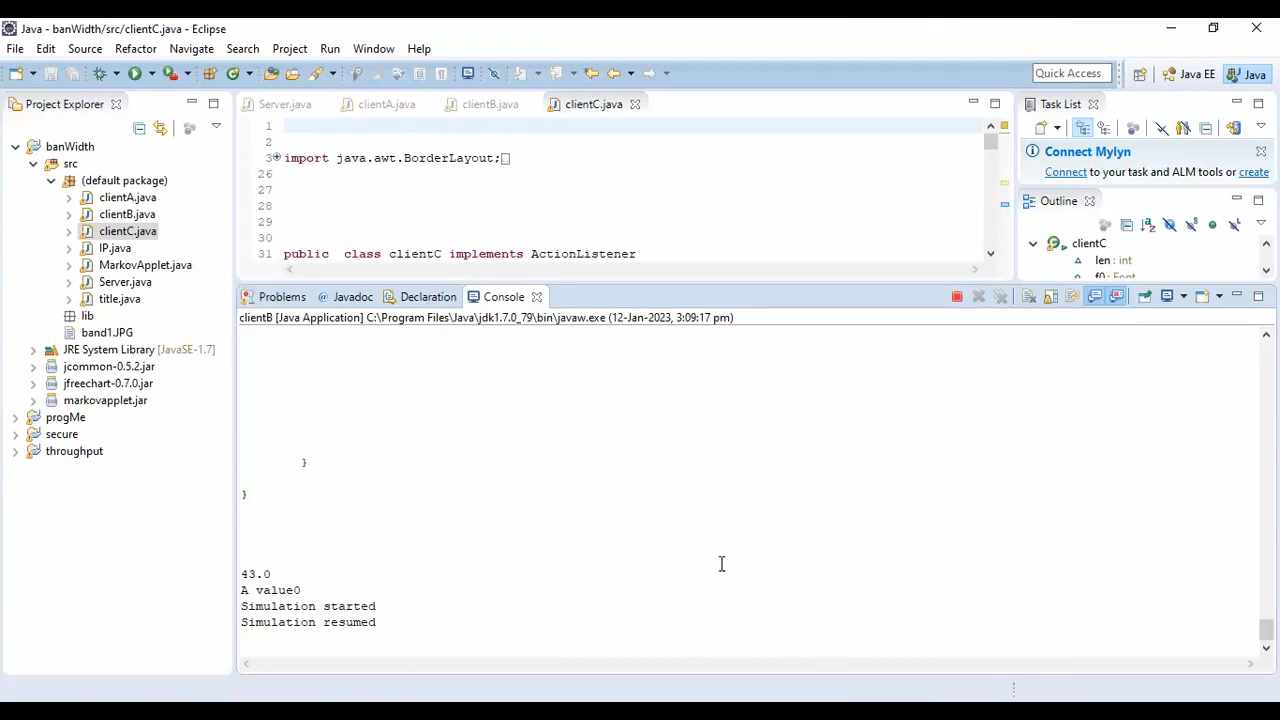 Java - banWidth/src/clientC.java - Eclipse
File Edit Source Refactor Navigate Search Project Run Window Help
Quick Access
Java EE
Java
Project Explorer
banWidth
src
(default package)
clientA.java
clientB.java
clientC.java
IP.java
MarkovApplet.java
Server.java
title.java
lib
band1.JPG
JRE System Library [JavaSE-1.7]
jcommon-0.5.2.jar
jfreechart-0.7.0.jar
markovapplet.jar
progMe
secure
throughput
Server.java clientA.java clientB.java clientC.java
1
2
3 import java.awt.BorderLayout;
26
27
28
29
30
31 public class clientC implements ActionListener
Task List
Connect Mylyn
Connect to your task and ALM tools or create
Outline
clientC
len : int
f0 : Font
Problems Javadoc Declaration Console
clientB [Java Application] C:\Program Files\Java\jdk1.7.0_79\bin\javaw.exe (12-Jan-2023, 3:09:17 pm)
}
}
43.0
A value0
Simulation started
Simulation resumed